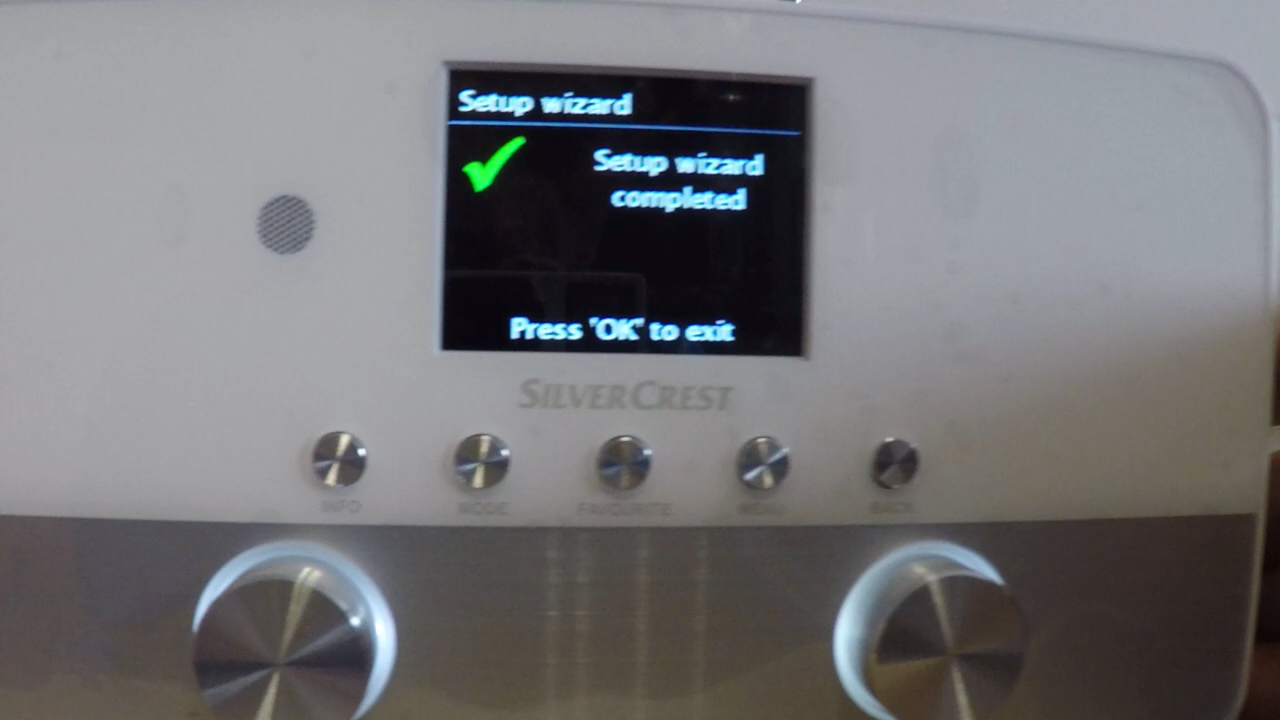 Setup wizard
Setup wizard
completed
Press "OK" to exit
SILVERCREST
INFO MODE FAVOURITE MENU BACK